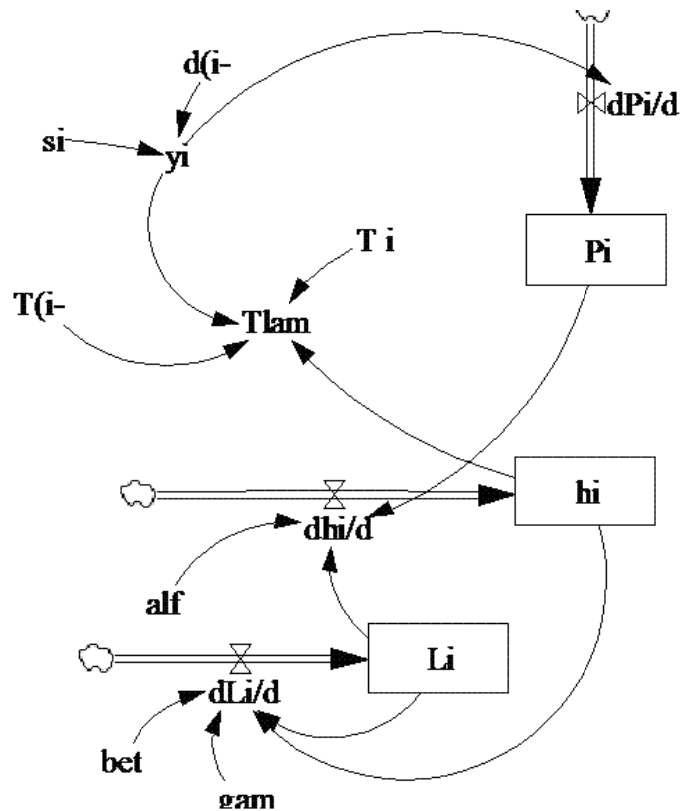 d(i-
dPi/d
si
yi
T i
Pi
T(i-
Tlam
hi
dhi/d
alf
Li
dLi/d
bet
gam